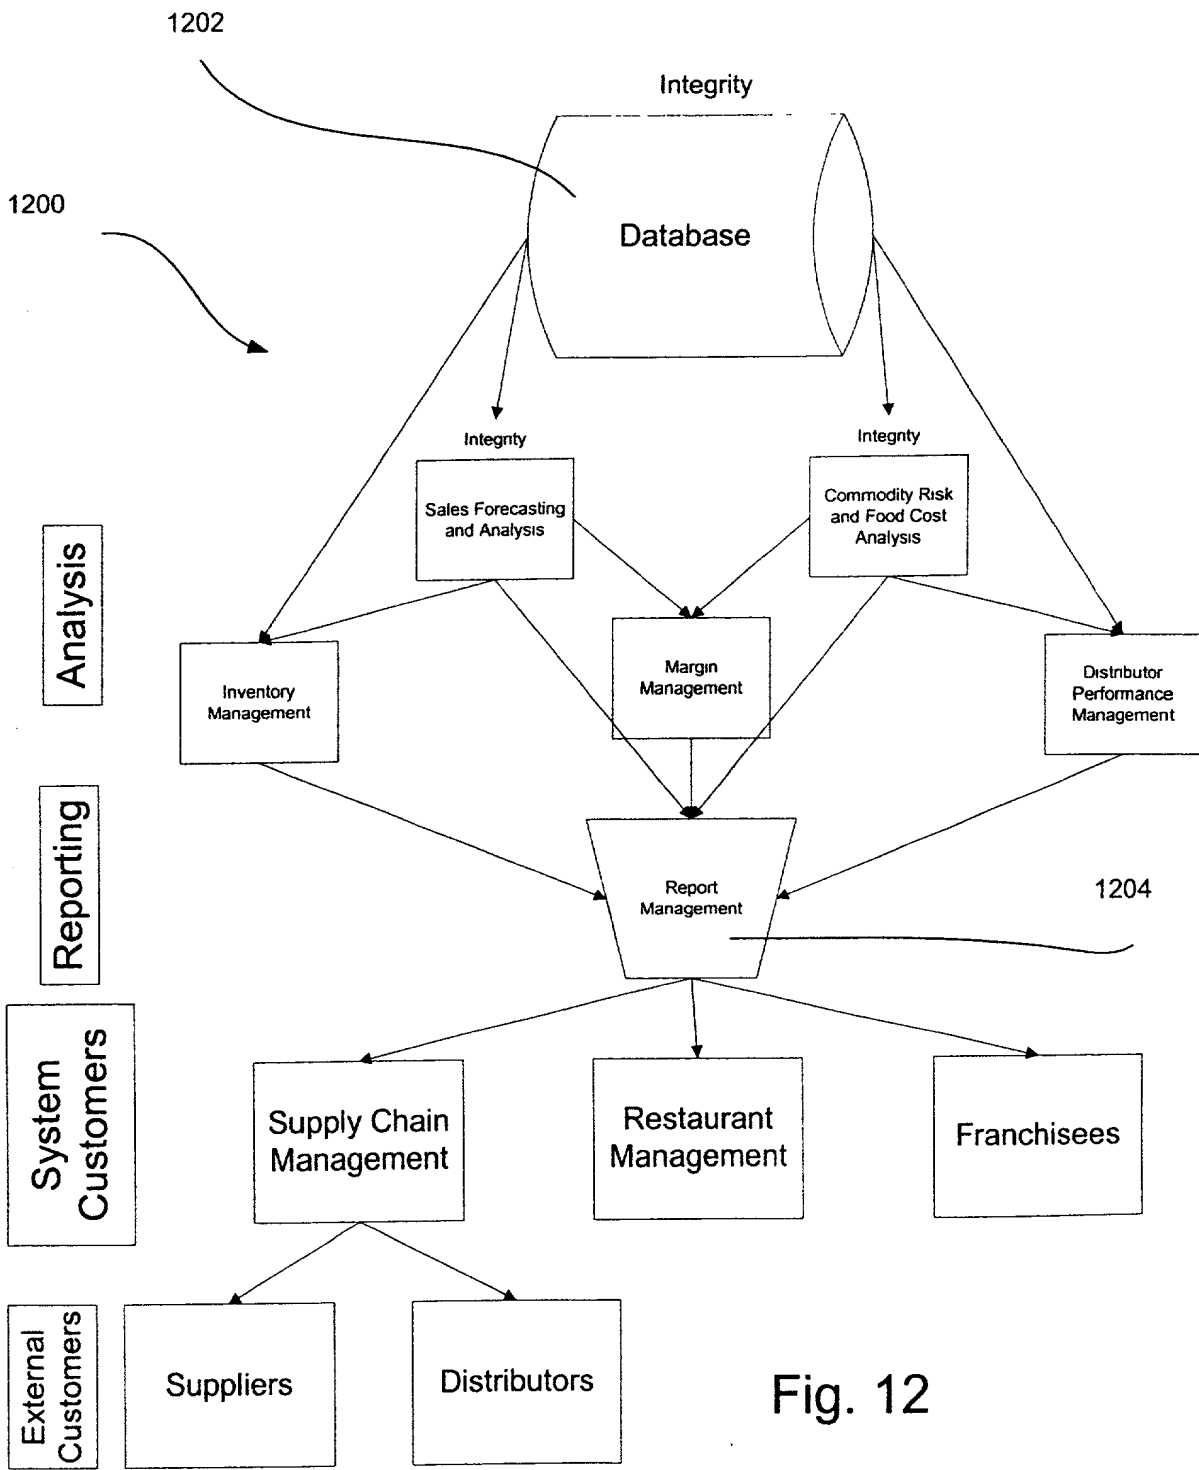 1202
Integrity
1200
Database
Integrity
Integrity
Sales Forecasting
and Analysis
Commodity Risk
and Food Cost
Analysis
Analysis
Inventory
Management
Margin
Management
Distributor
Performance
Management
Reporting
Report
Management
1204
System
Customers
Supply Chain
Management
Restaurant
Management
Franchisees
External
Customers
Suppliers
Distributors
Fig. 12